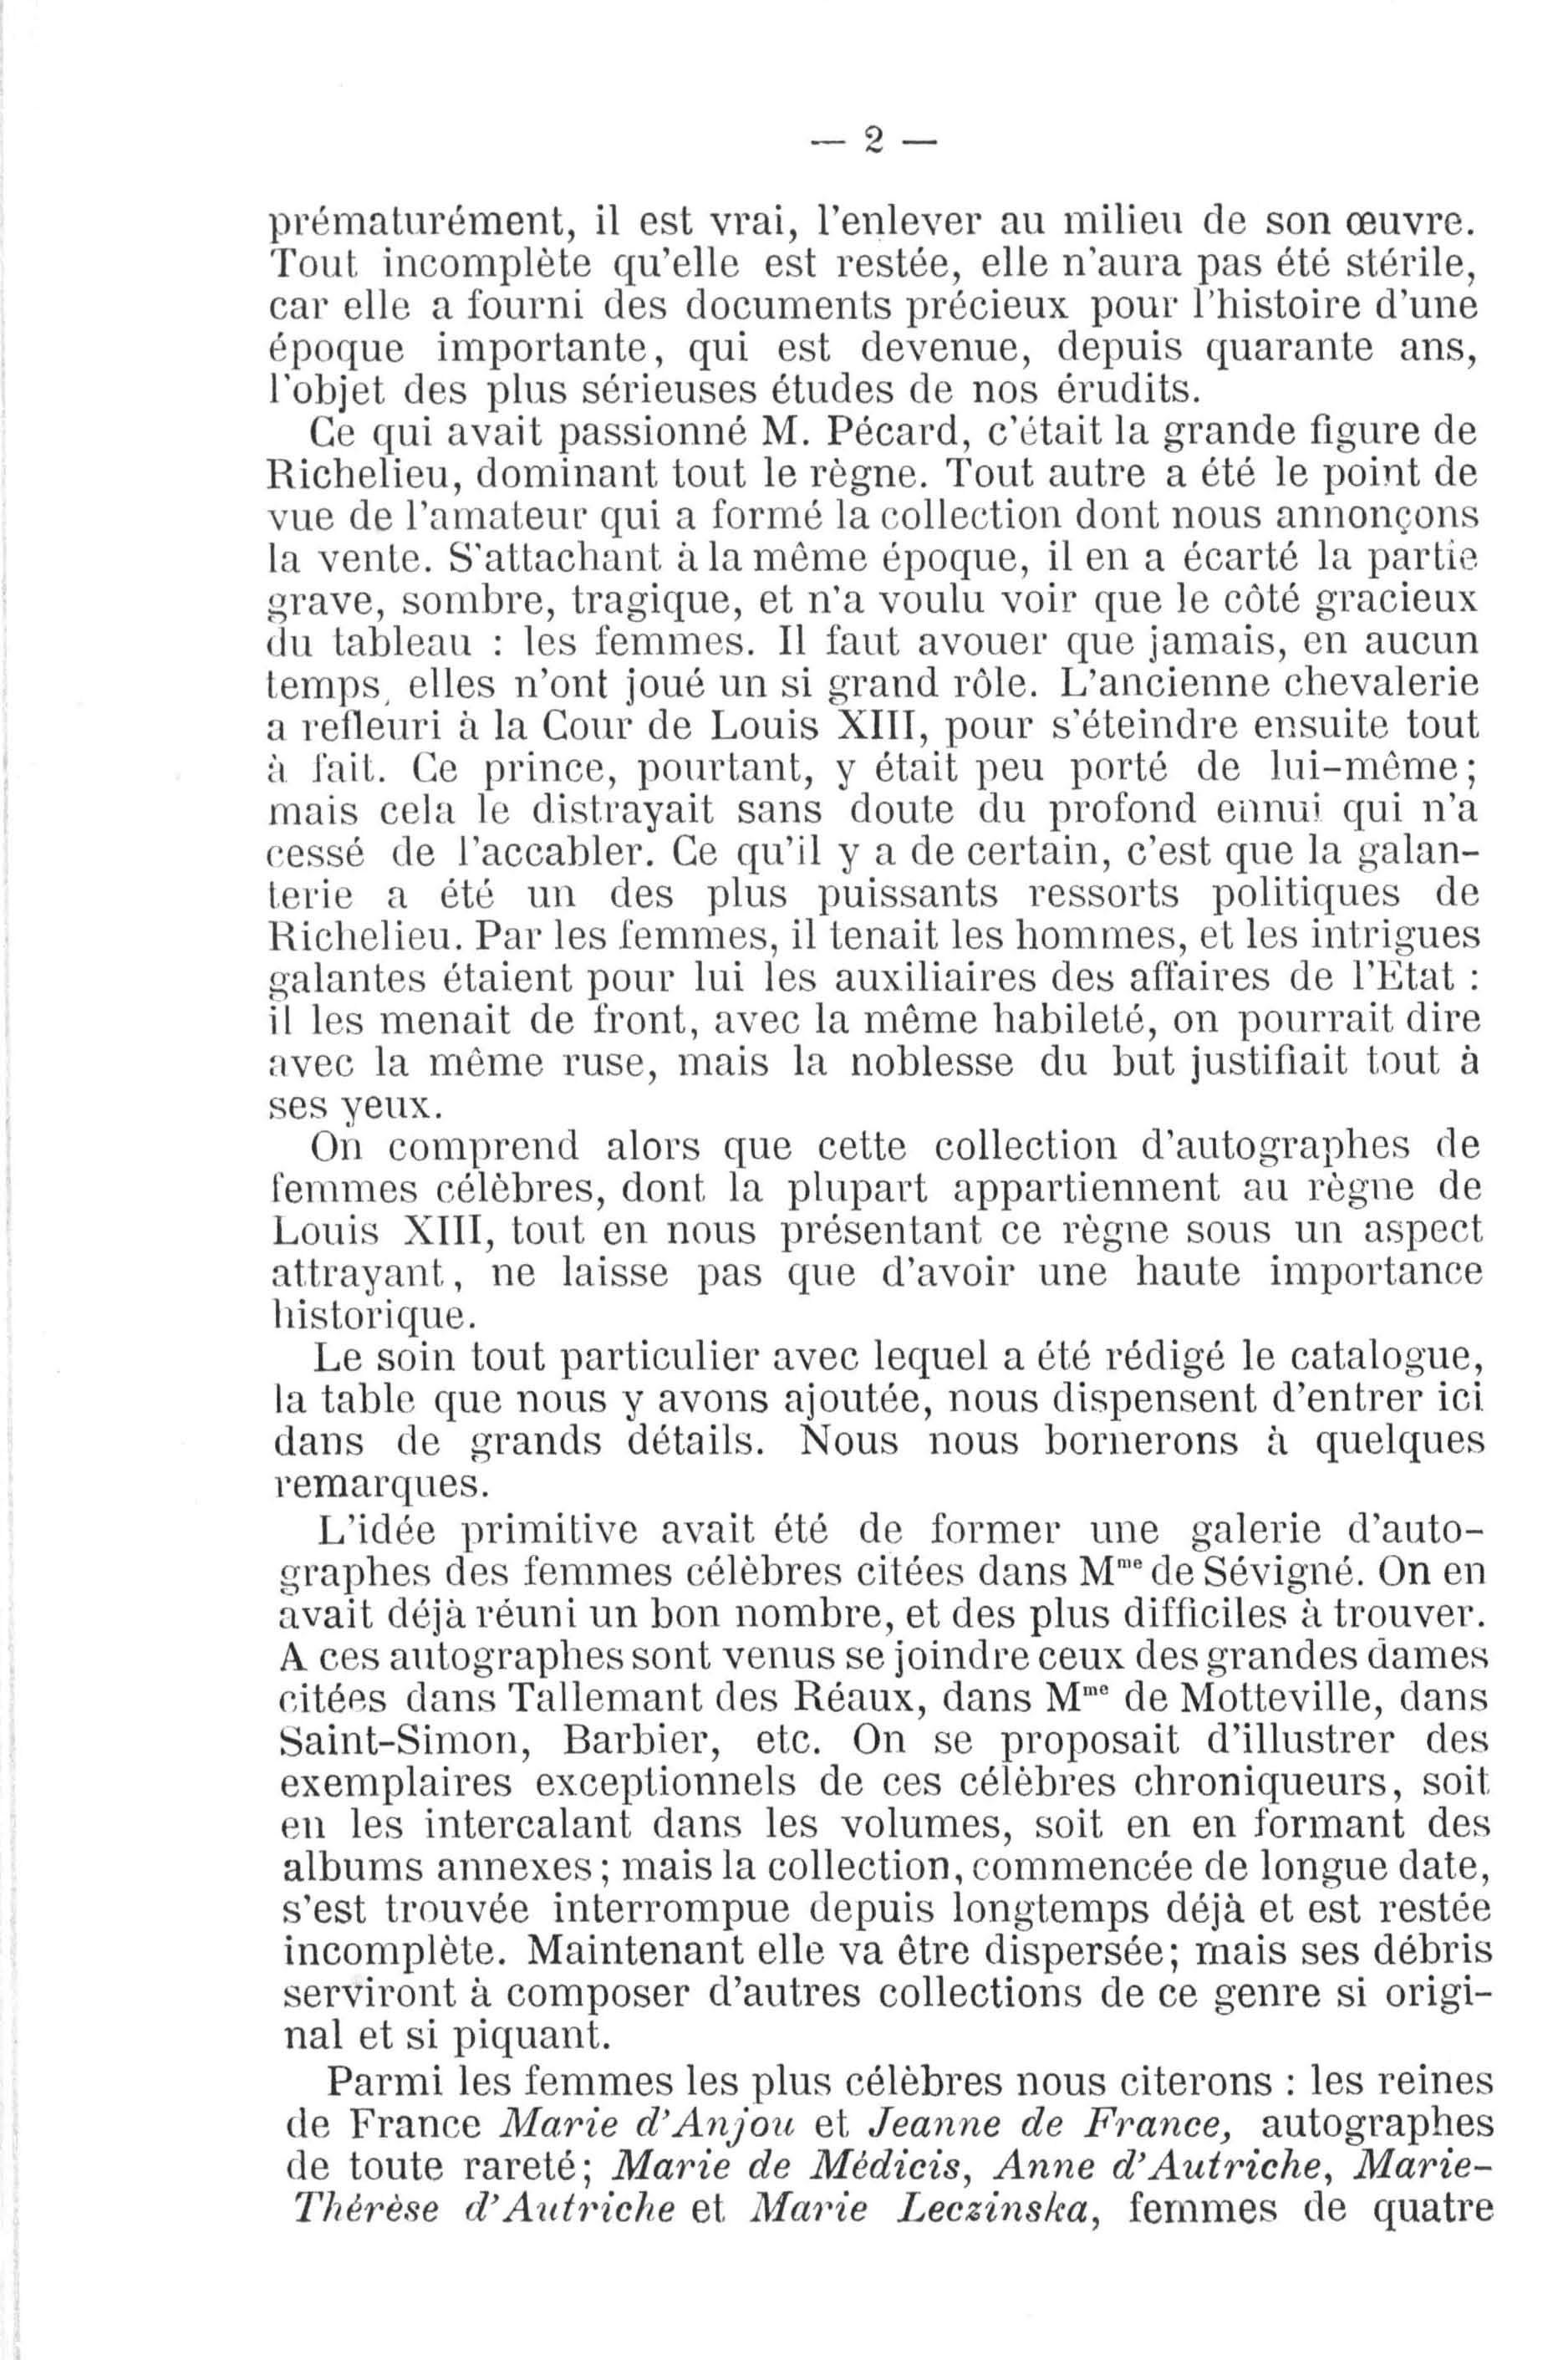 — 2 —
prématurément, il est vrai, l'enlever au milieu de son œuvre.
Tout incomplète qu'elle est restée, elle n'aura pas été stérile,
car elle a fourni des documents précieux pour l'histoire d'une
époque importante, qui est devenue, depuis quarante ans,
l'objet des plus sérieuses études de nos érudits.
Ce qui avait passionné M. Pécard, c'était la grande figure de
Richelieu, dominant tout le règne. Tout autre a été le point de
vue de l'amateur qui a formé la collection dont nous annonçons
la vente. S'attachant à la même époque, il en a écarté la partie
grave, sombre, tragique, et n'a voulu voir que le côté gracieux
du tableau : les femmes. Il faut avouer que jamais, en aucun
temps, elles n'ont joué un si grand rôle. L'ancienne chevalerie
a refleuri à la Cour de Louis XIII, pour s'éteindre ensuite tout
à fait. Ce prince, pourtant, y était peu porté de lui-même;
mais cela le distrayait sans doute du profond ennui qui n'a
cessé de l'accabler. Ce qu'il y a de certain, c'est que la galan-
terie a été un des plus puissants ressorts politiques de
Richelieu. Par les femmes, il tenait les hommes, et les intrigues
galantes étaient pour lui les auxiliaires des affaires de l'Etat :
il les menait de front, avec la même habileté, on pourrait dire
avec la même ruse, mais la noblesse du but justifiait tout à
ses yeux.
On comprend alors que cette collection d'autographes de
femmes célèbres, dont la plupart appartiennent au règne de
Louis XIII, tout en nous présentant ce règne sous un aspect
attrayant, ne laisse pas que d'avoir une haute importance
historique.
Le soin tout particulier avec lequel a été rédigé le catalogue,
la table que nous y avons ajoutée, nous dispensent d'entrer ici
dans de grands détails. Nous nous bornerons à quelques
remarques.
L'idée primitive avait été de former une galerie d'auto-
graphes des femmes célèbres citées dans Mme de Sévigné. On en
avait déjà réuni un bon nombre, et des plus difficiles à trouver.
A ces autographes sont venus se joindre ceux des grandes dames
citées dans Tallemant des Réaux, dans Mme de Motteville, dans
Saint-Simon, Barbier, etc. On se proposait d'illustrer des
exemplaires exceptionnels de ces célèbres chroniqueurs, soit
en les intercalant dans les volumes, soit en en formant des
albums annexes; mais la collection, commencée de longue date,
s'est trouvée interrompue depuis longtemps déjà et est restée
incomplète. Maintenant elle va être dispersée; mais ses débris
serviront à composer d'autres collections de ce genre si origi-
nal et si piquant.
Parmi les femmes les plus célèbres nous citerons : les reines
de France Marie d'Anjou et Jeanne de France, autographes
de toute rareté; Marie de Médicis, Anne d'Autriche, Marie-
Thérèse d'Autriche et Marie Leczinska, femmes de quatre